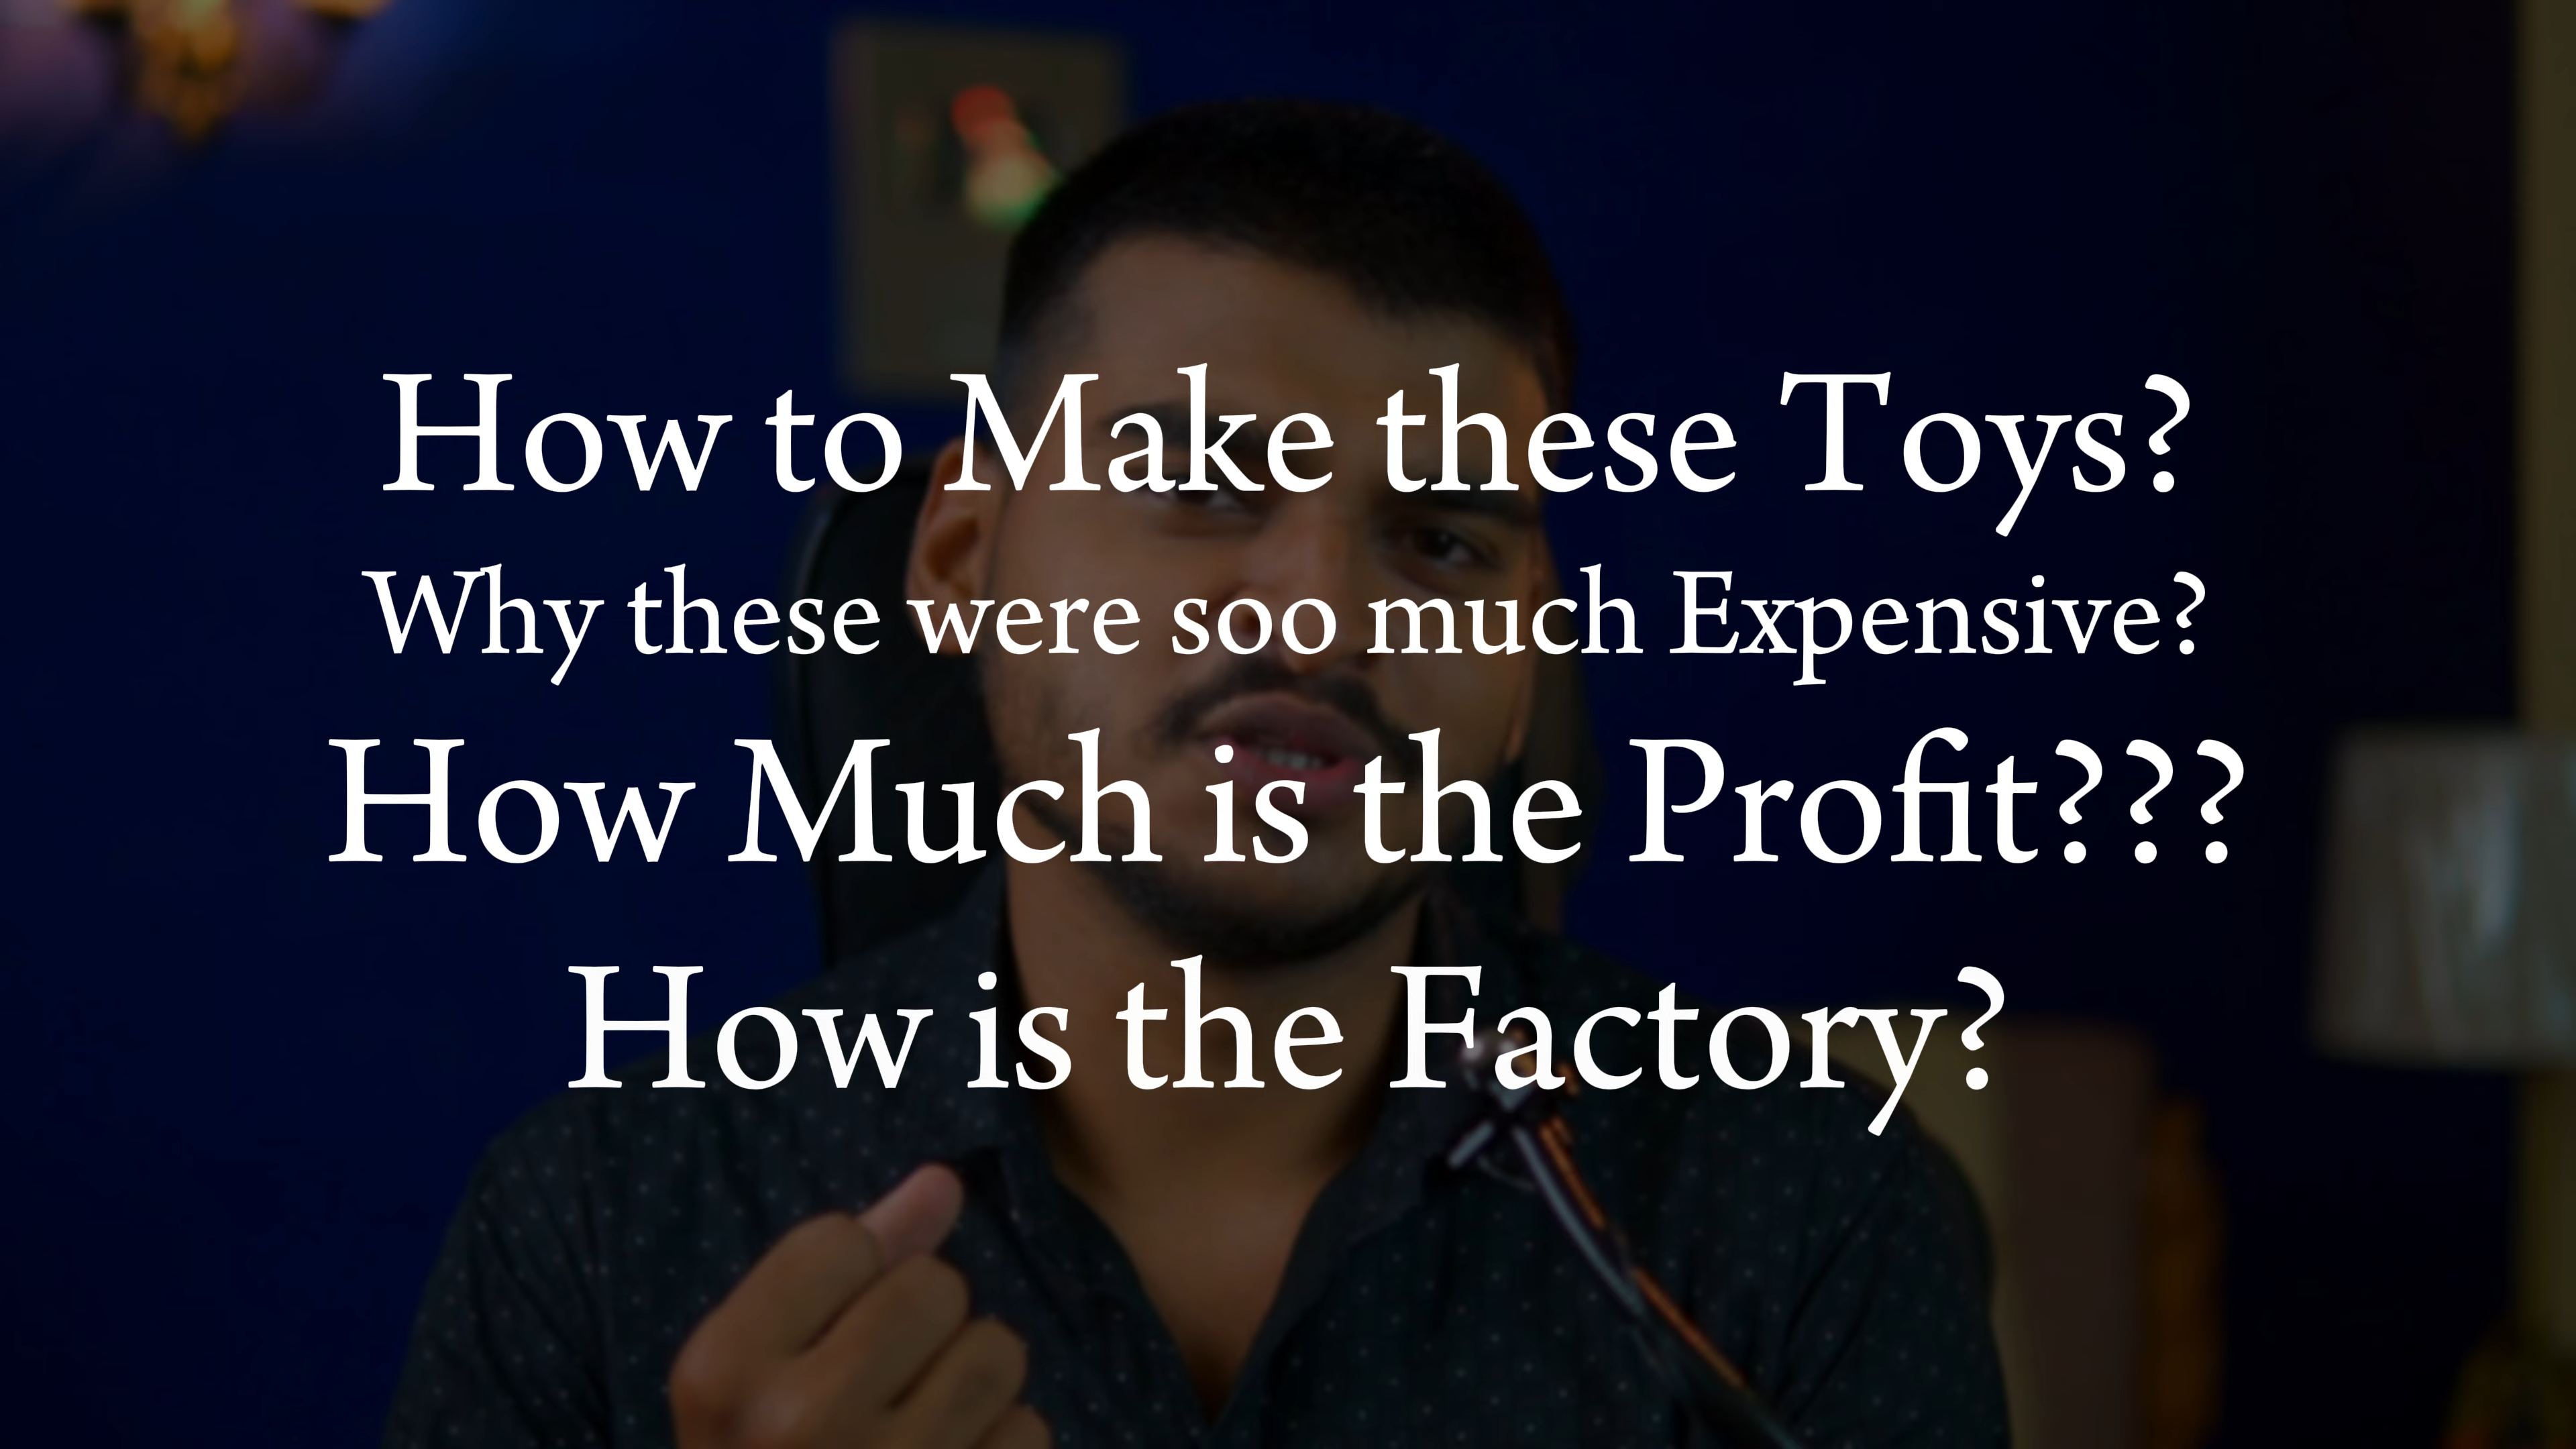 How to Make these Toys?
Why these were soo much Expensive?
How Much is the Profit???
How is the Factory?